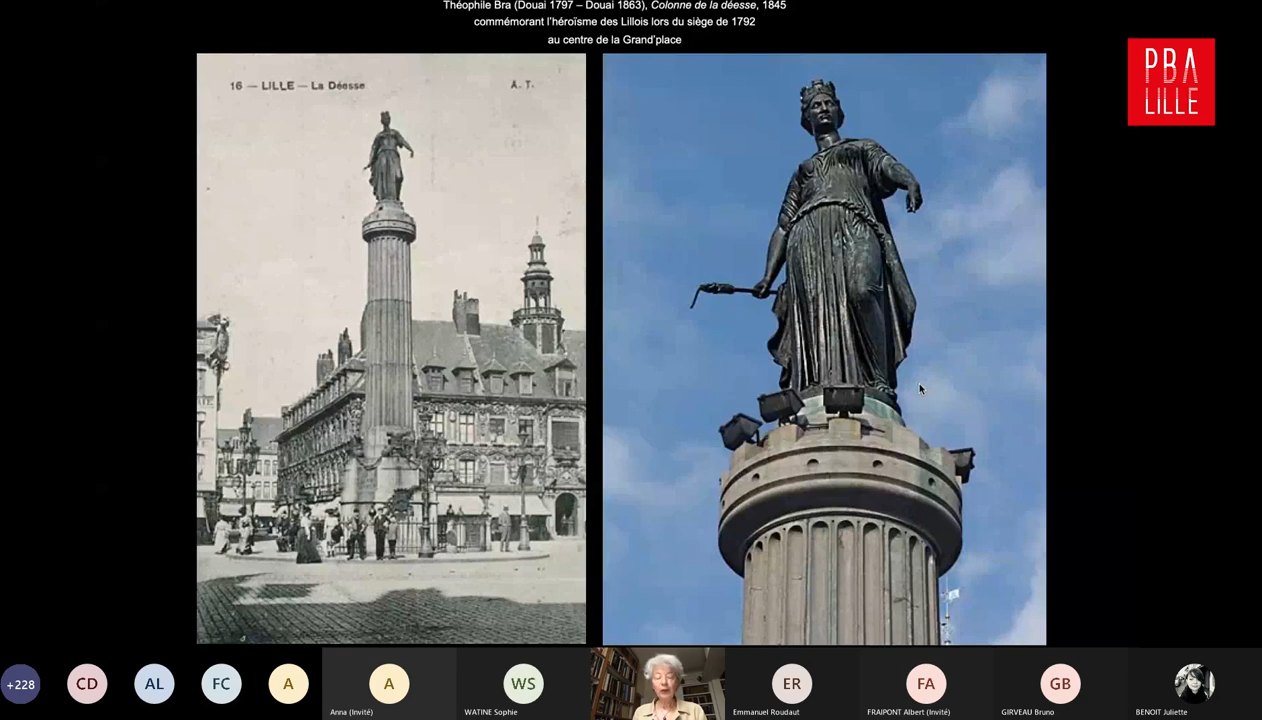 Théophile Bra (Douai 1797 – Douai 1863), Colonne de la déesse, 1845
commémorant l'héroïsme des Lillois lors du siège de 1792
au centre de la Grand'place
16 – LILLE – La Déesse A. T.
PBA
LILLE
+228 CD AL FC A A WS ER FA GB
Anna (Invité) WATINE Sophie Emmanuel Roudaut FRAIPONT Albert (Invité) GIRVEAU Bruno BENOIT Juliette